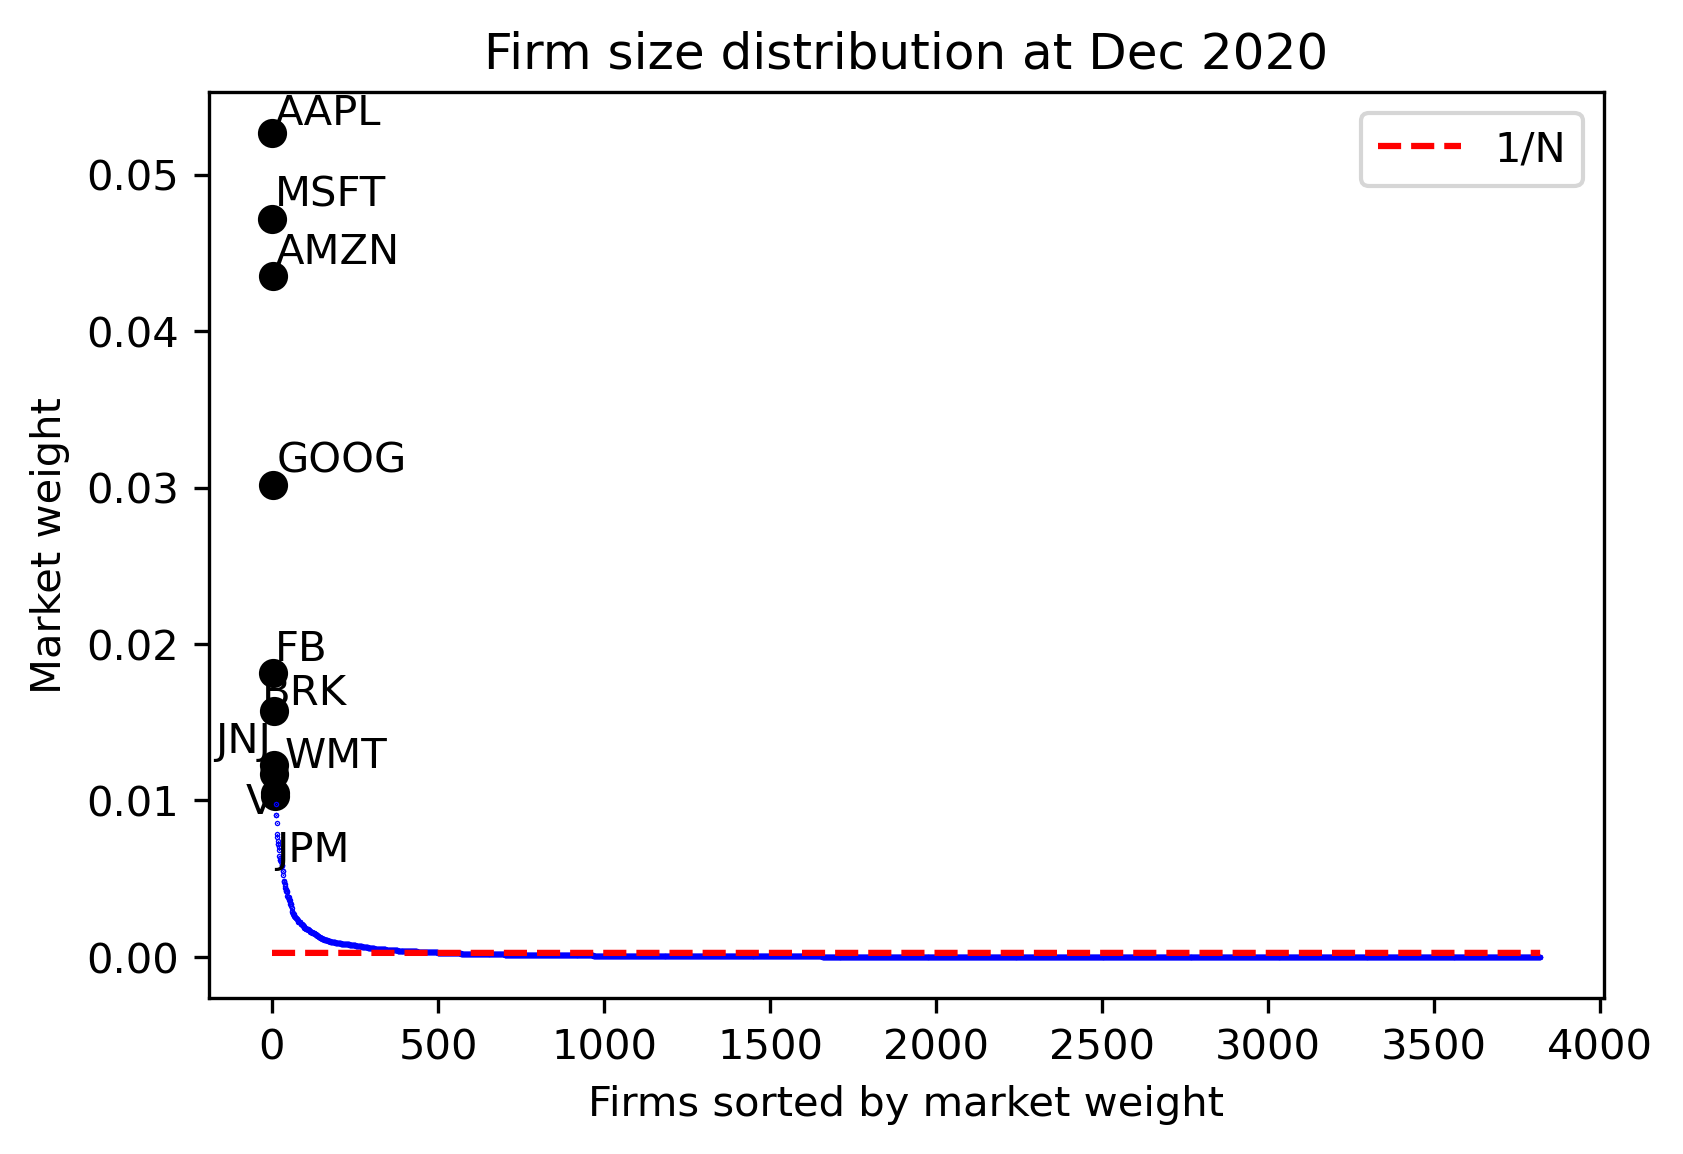 Firm size distribution at Dec 2020
AAPL
1/N
MSFT
AMZN
GOOG
FB
BRK
JNJ
WMT
V
JPM
Market weight
0.05
0.04
0.03
0.02
0.01
0.00
0 500 1000 1500 2000 2500 3000 3500 4000
Firms sorted by market weight